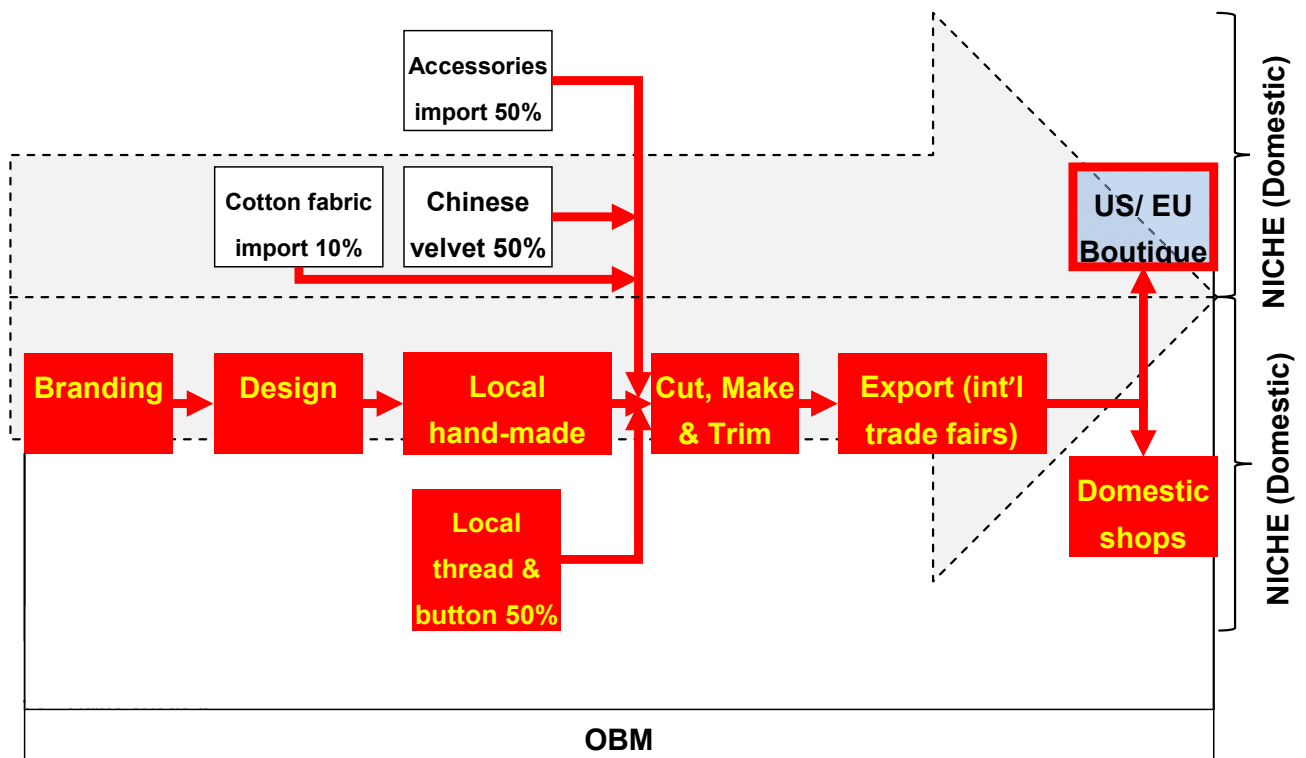 Accessories
import 50%
Cotton fabric
import 10%
Chinese
velvet 50%
US/ EU
Boutique
NICHE (Domestic)
Branding
Design
Local
hand-made
Cut, Make
& Trim
Export (int'l
trade fairs)
Domestic
shops
Local
thread &
button 50%
NICHE (Domestic)
OBM